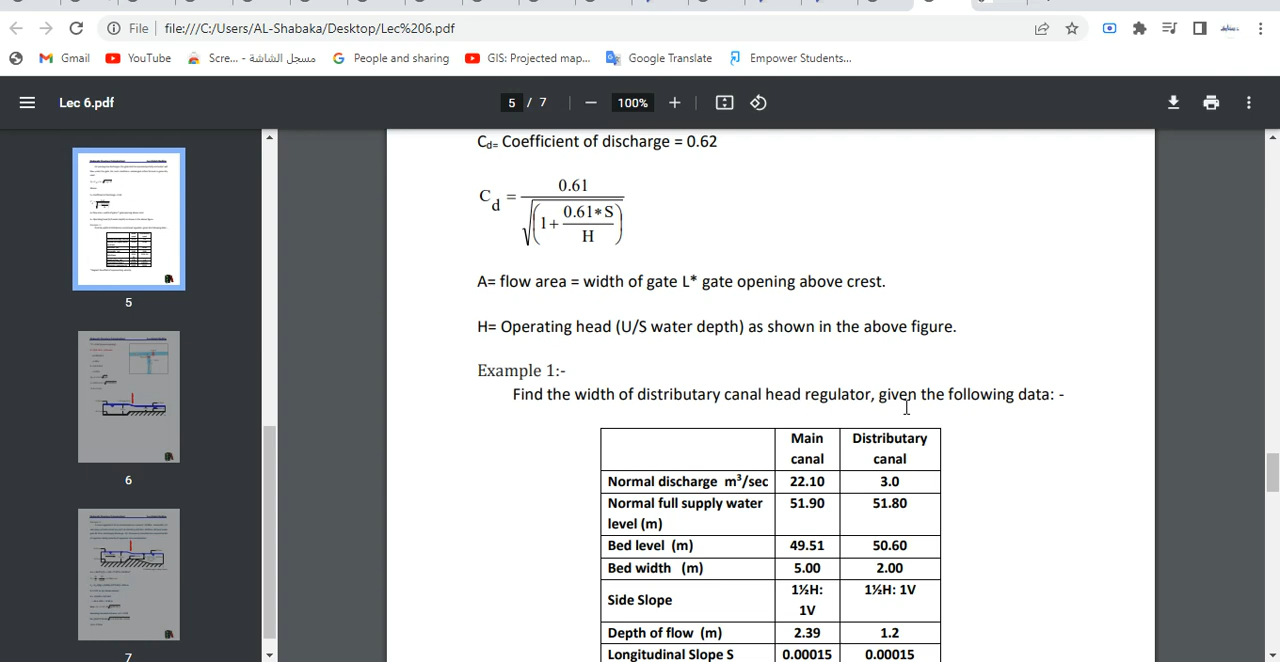 File | file:///C:/Users/AL-Shabaka/Desktop/Lec%206.pdf
Gmail YouTube Scre... - مسجل الشاشة People and sharing GIS: Projected map... Google Translate Empower Students...
Lec 6.pdf 5 / 7 100%
Cd= Coefficient of discharge = 0.62
C_d = 0.61 / √(1+ 0.61*S / H)
A= flow area = width of gate L* gate opening above crest.
H= Operating head (U/S water depth) as shown in the above figure.
Example 1:-
Find the width of distributary canal head regulator, given the following data: -
Main canal Distributary canal
Normal discharge m³/sec 22.10 3.0
Normal full supply water level (m) 51.90 51.80
Bed level (m) 49.51 50.60
Bed width (m) 5.00 2.00
Side Slope 1½H: 1V 1½H: 1V
Depth of flow (m) 2.39 1.2
Longitudinal Slope S 0.00015 0.00015
5
6
7